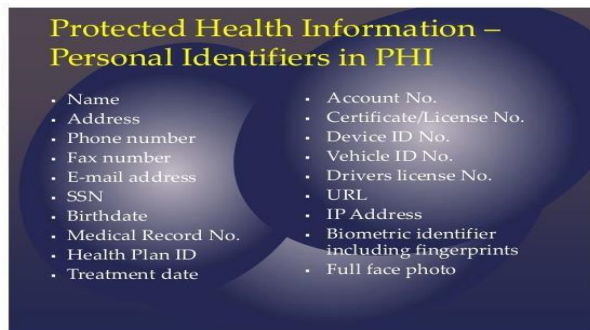 Protected Health Information –
Personal Identifiers in PHI
▪ Name
▪ Address
▪ Phone number
▪ Fax number
▪ E-mail address
▪ SSN
▪ Birthdate
▪ Medical Record No.
▪ Health Plan ID
▪ Treatment date
▪ Account No.
▪ Certificate/License No.
▪ Device ID No.
▪ Vehicle ID No.
▪ Drivers license No.
▪ URL
▪ IP Address
▪ Biometric identifier
including fingerprints
▪ Full face photo